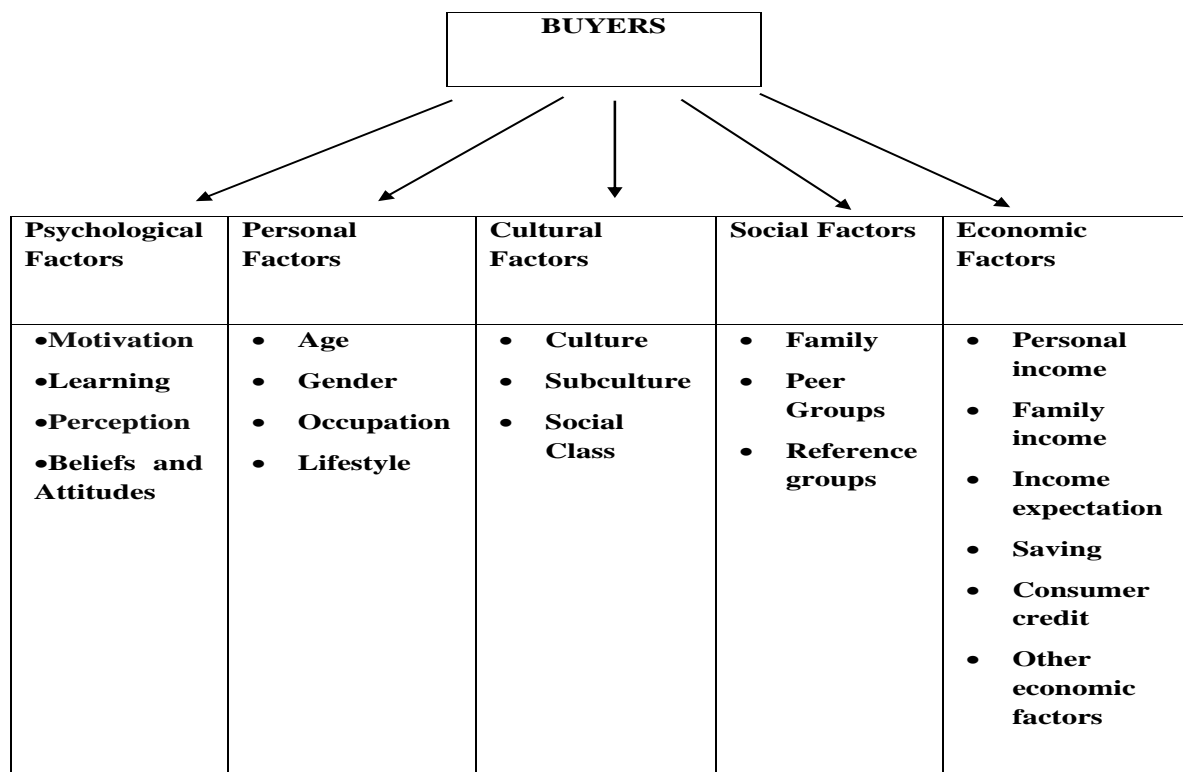 BUYERS
Psychological
Factors
Personal
Factors
Cultural
Factors
Social Factors
Economic
Factors
•Motivation
•Learning
•Perception
•Beliefs and
Attitudes
• Age
• Gender
• Occupation
• Lifestyle
• Culture
• Subculture
• Social
Class
• Family
• Peer
Groups
• Reference
groups
• Personal
income
• Family
income
• Income
expectation
• Saving
• Consumer
credit
• Other
economic
factors